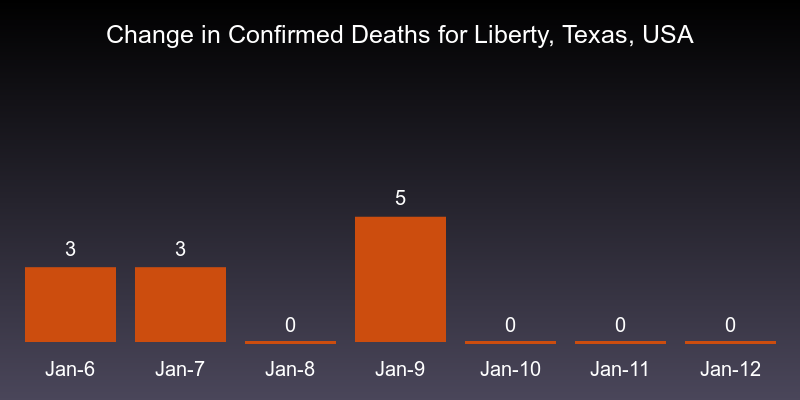 Change in Confirmed Deaths for Liberty, Texas, USA
5
3 3
0 0 0 0
Jan-6 Jan-7 Jan-8 Jan-9 Jan-10 Jan-11 Jan-12